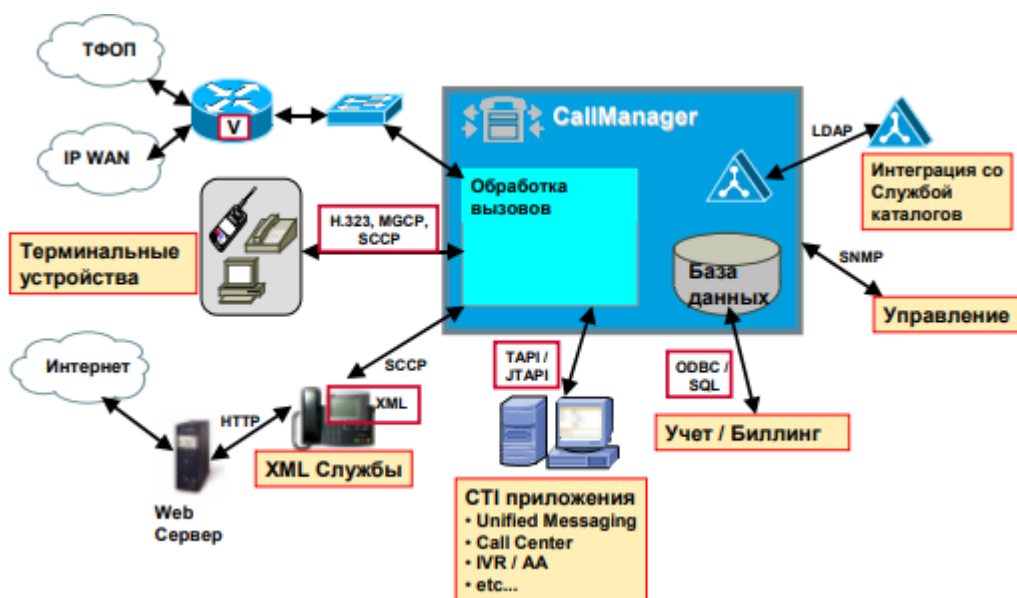 ТФОП
V
IP WAN
CallManager
LDAP
Интеграция со
Службой
каталогов
Обработка
вызовов
H.323, MGCP,
SCCP
Терминальные
устройства
База
данных
SNMP
Управление
Интернет
SCCP
TAPI /
JTAPI
ODBC /
SQL
XML
HTTP
Учет / Биллинг
XML Службы
Web
Сервер
CTI приложения
• Unified Messaging
• Call Center
• IVR / AA
• etc...